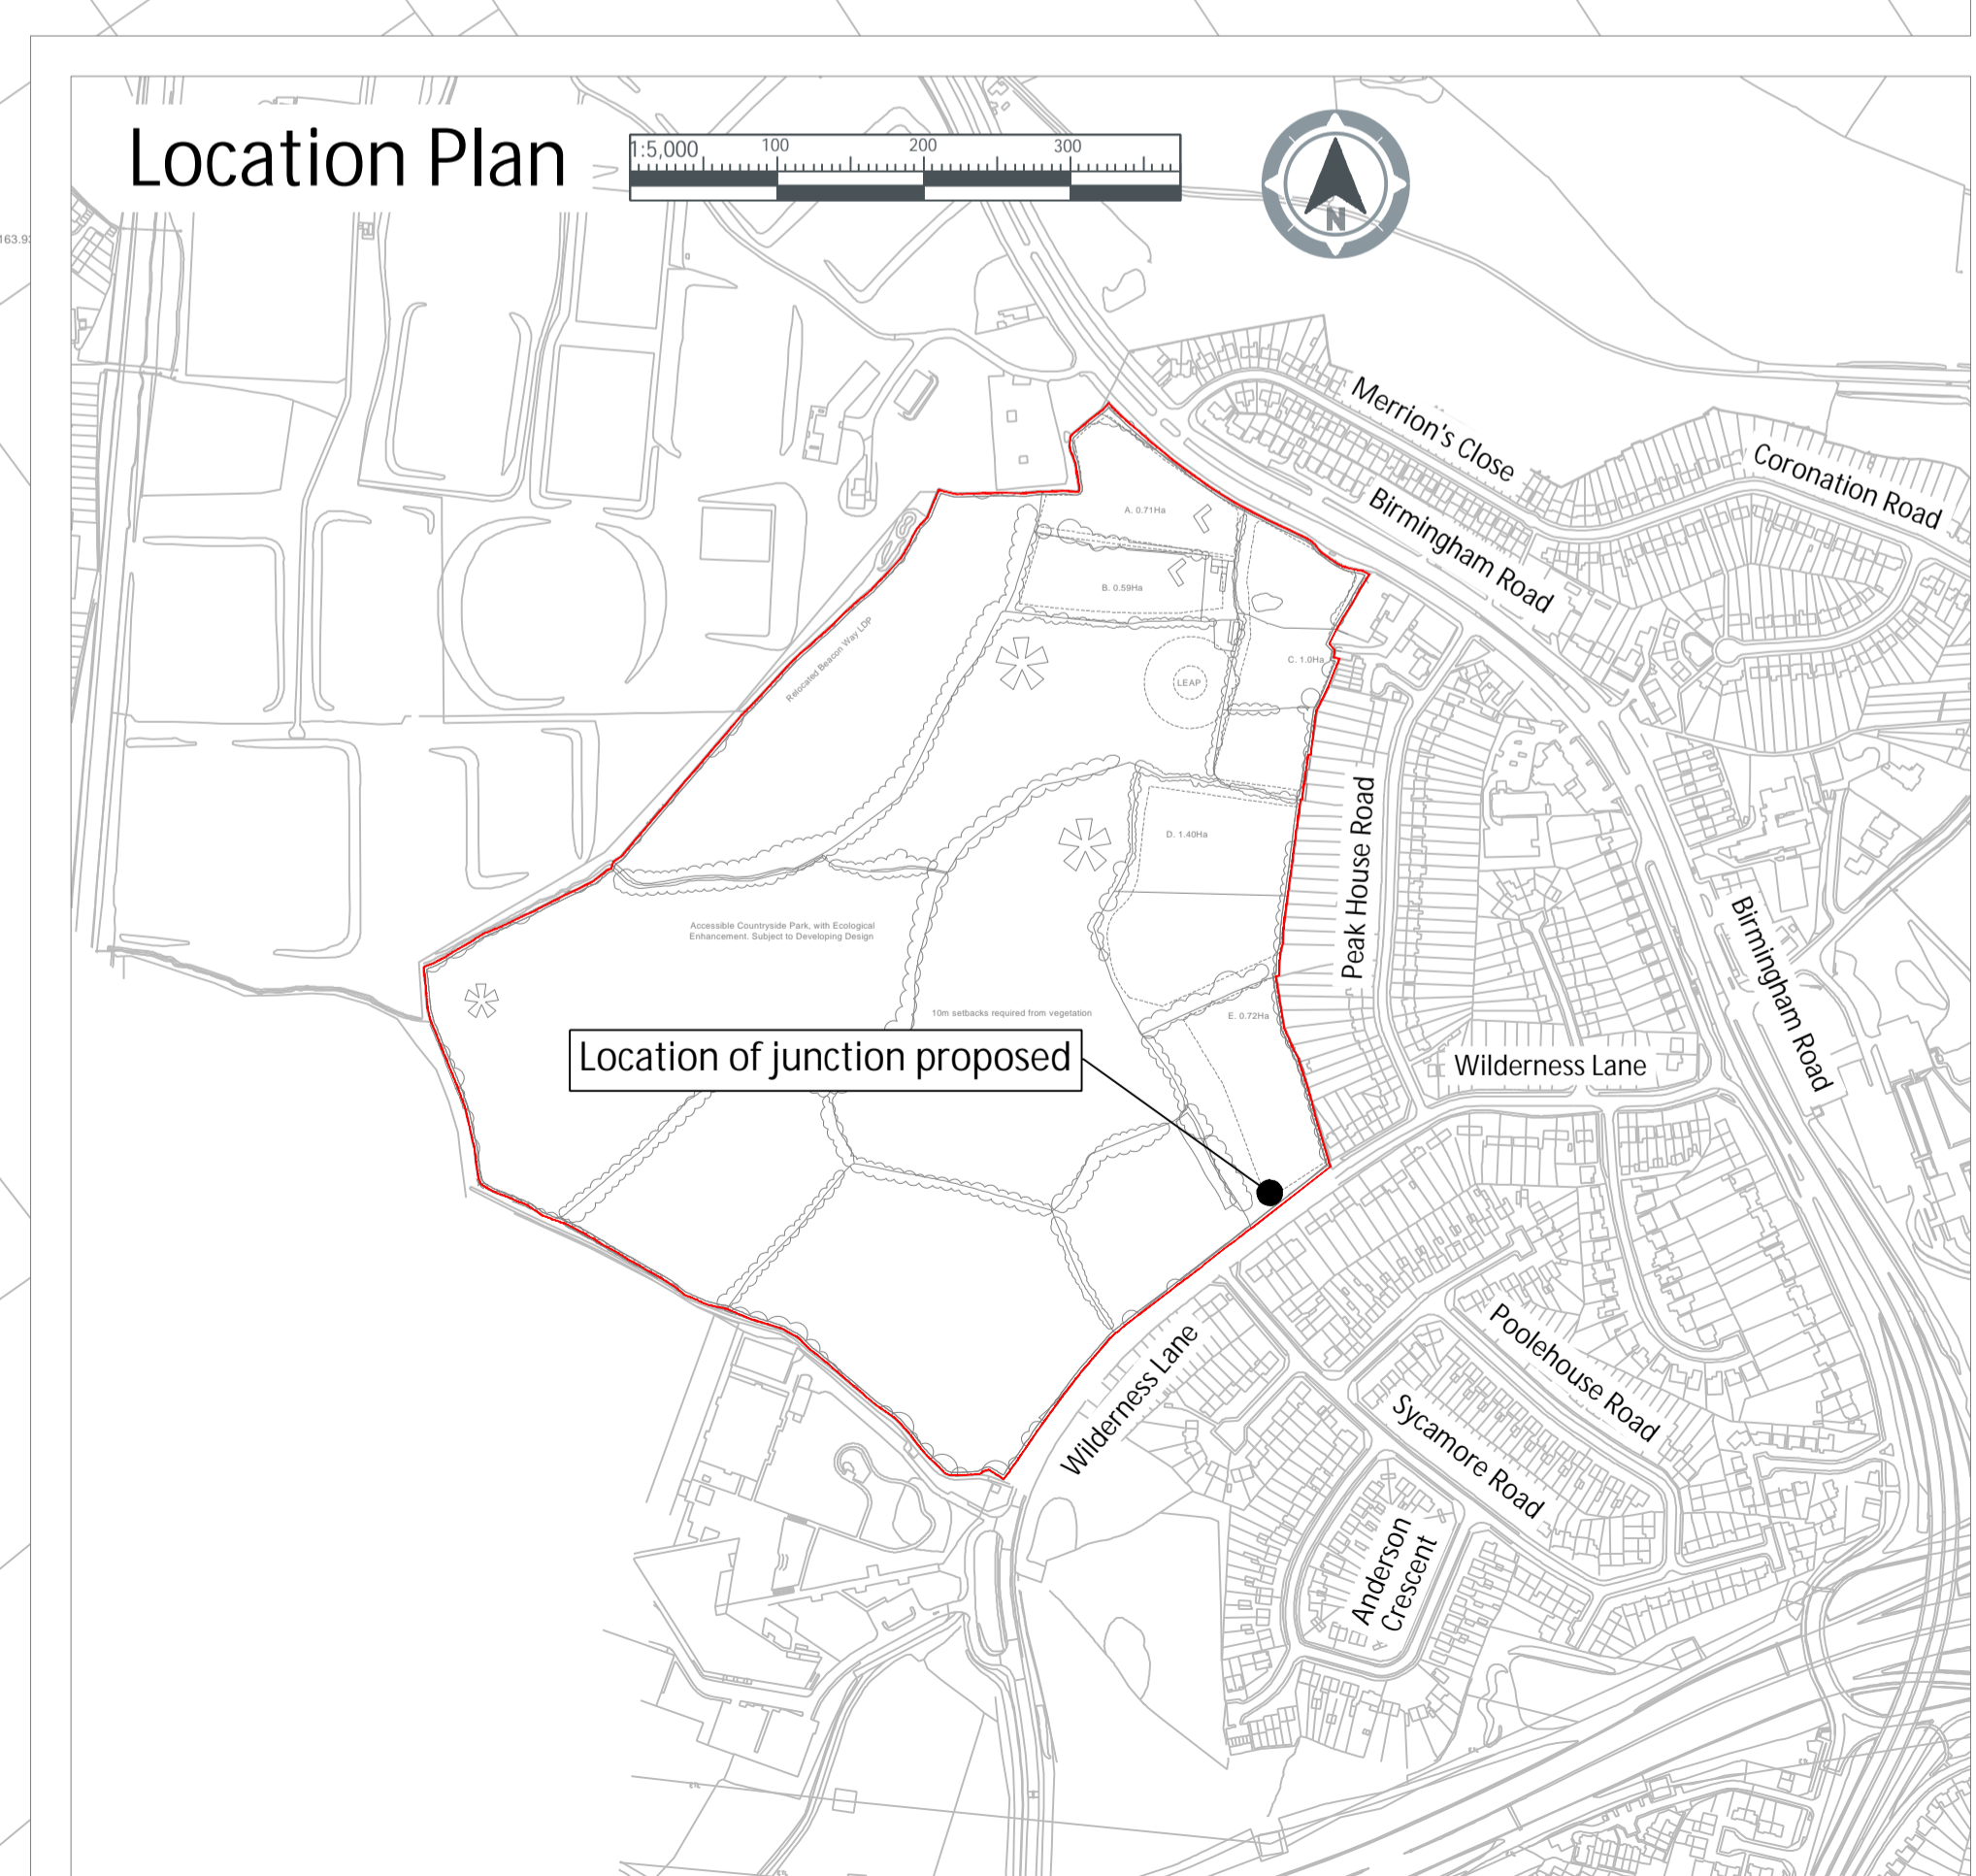 Location Plan
1:5,000
100
200
300
N
Merrion's Close
Coronation Road
Birmingham Road
A. 0.71Ha
B. 0.59Ha
C. 1.0Ha
LEAP
Relocated Beacon Way LDP
D. 1.40Ha
Peak House Road
Accessible Countryside Park, with Ecological
Enhancement. Subject to Developing Design
10m setbacks required from vegetation
E. 0.72Ha
Birmingham Road
Location of junction proposed
Wilderness Lane
Wilderness Lane
Poolehouse Road
Sycamore Road
Anderson
Crescent